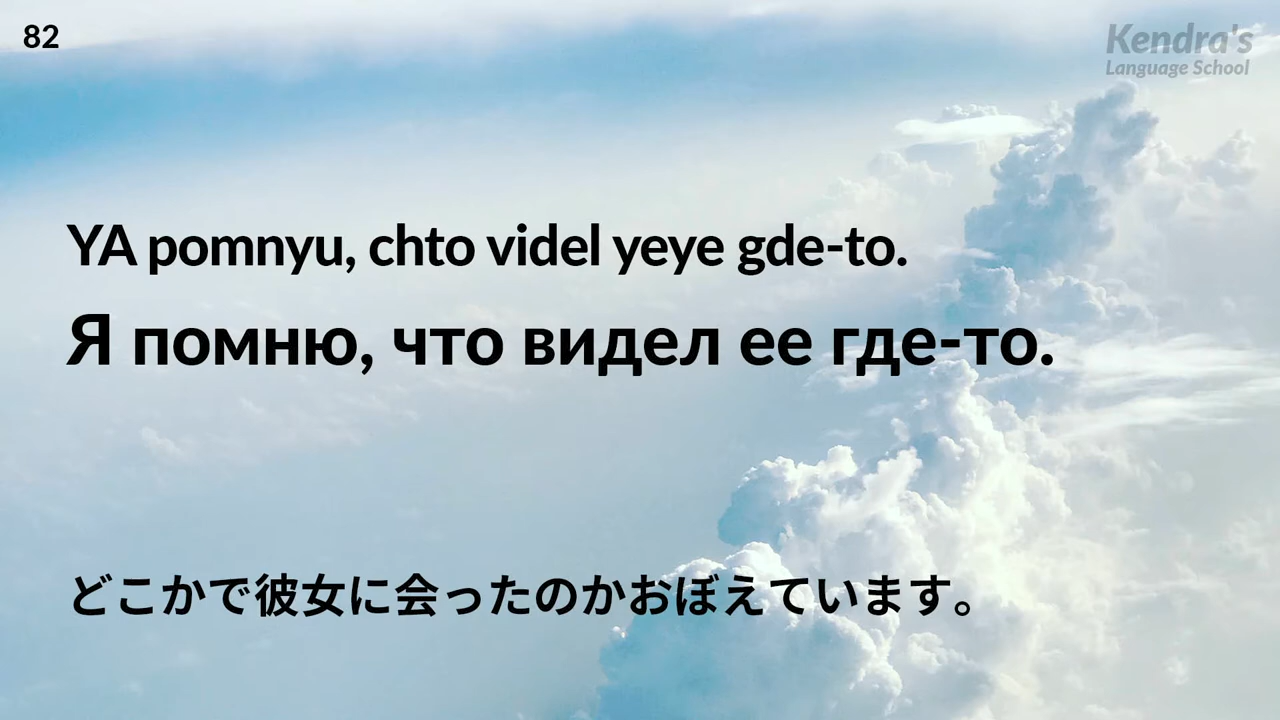 82
Kendra's
Language School
YA pomnyu, chto videl yeye gde-to.
Я помню, что видел ее где-то.
どこかで彼女に会ったのかおぼえています。